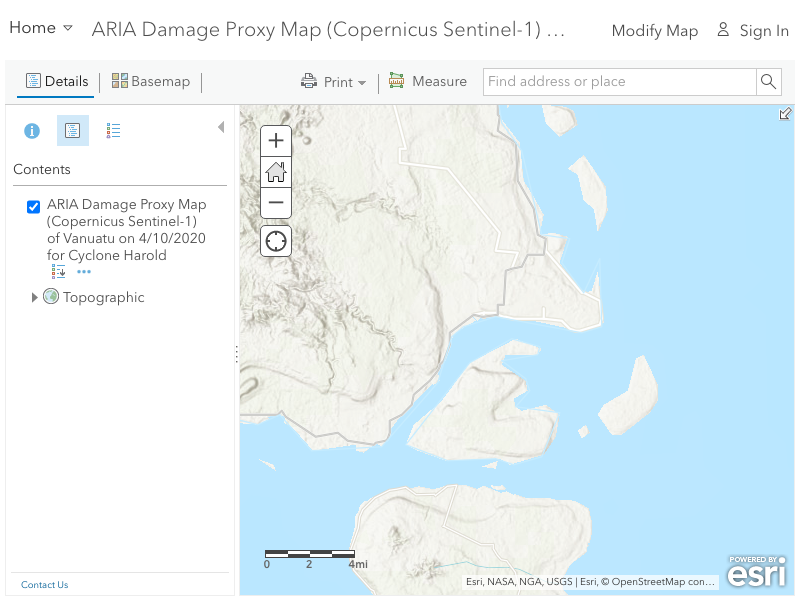 Home
ARIA Damage Proxy Map (Copernicus Sentinel-1) ...
Modify Map
Sign In
Details
Basemap
Print
Measure
Find address or place
Contents
ARIA Damage Proxy Map
(Copernicus Sentinel-1)
of Vanuatu on 4/10/2020
for Cyclone Harold
Topographic
0 2 4mi
Esri, NASA, NGA, USGS | Esri, © OpenStreetMap con...
POWERED BY
esri
Contact Us